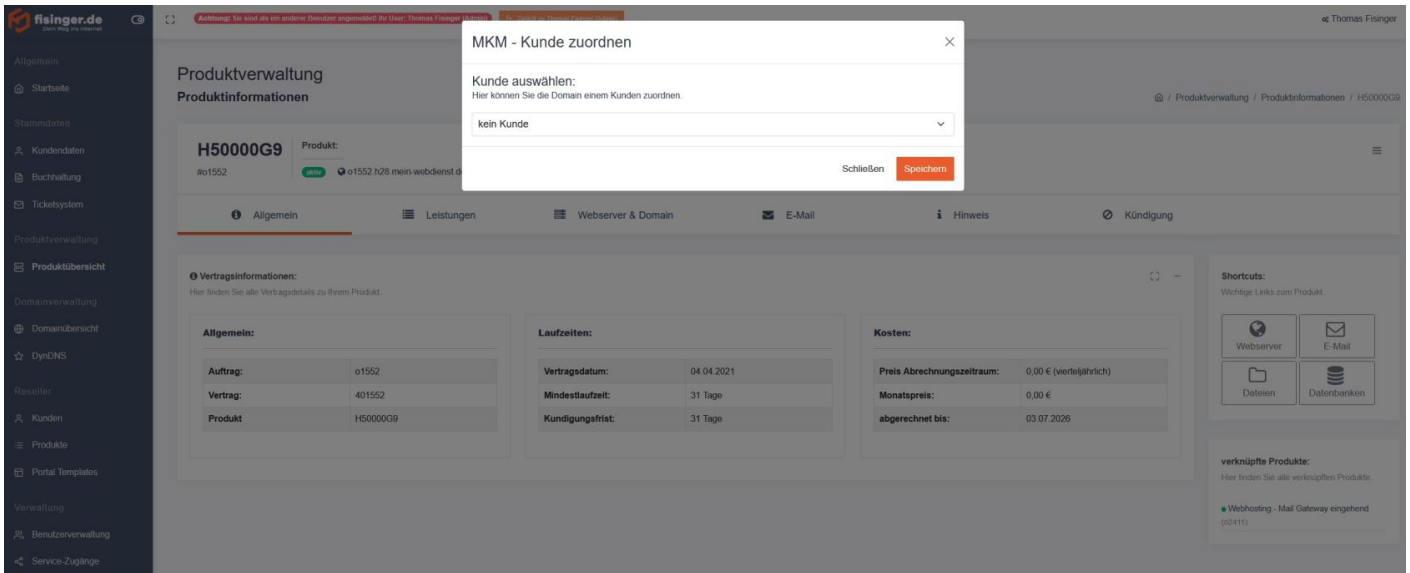 fisinger.de
Dein Weg ins Internet
Achtung: Sie sind als ein anderer Benutzer angemeldet! Ihr User: Thomas Fisinger (Admin)
Zurück zu Thomas Fisinger (Admin)
Thomas Fisinger
MKM - Kunde zuordnen
Kunde auswählen:
Hier können Sie die Domain einem Kunden zuordnen.
kein Kunde
Schließen
Speichern
Allgemein
Startseite
Stammdaten
Kundendaten
Buchhaltung
Ticketsystem
Produktverwaltung
Produktübersicht
Domainverwaltung
Domainübersicht
DynDNS
Reseller
Kunden
Produkte
Portal Templates
Verwaltung
Benutzerverwaltung
Service-Zugänge
Produktverwaltung
Produktinformationen
/ Produktverwaltung / Produktinformationen / H50000G9
H50000G9
#o1552
Produkt:
aktiv
o1552.h28.mein-webdienst.d
Allgemein
Leistungen
Webserver & Domain
E-Mail
Hinweis
Kündigung
Vertragsinformationen:
Hier finden Sie alle Vertragsdetails zu Ihrem Produkt.
Allgemein:
Auftrag: o1552
Vertrag: 401552
Produkt H50000G9
Laufzeiten:
Vertragsdatum: 04.04.2021
Mindestlaufzeit: 31 Tage
Kundigungsfrist: 31 Tage
Kosten:
Preis Abrechnungszeitraum: 0,00 € (vierteljährlich)
Monatspreis: 0,00 €
abgerechnet bis: 03.07.2026
Shortcuts:
Wichtige Links zum Produkt.
Webserver
E-Mail
Dateien
Datenbanken
verknüpfte Produkte:
Hier finden Sie alle verknüpften Produkte.
Webhosting - Mail Gateway eingehend
(o2411)